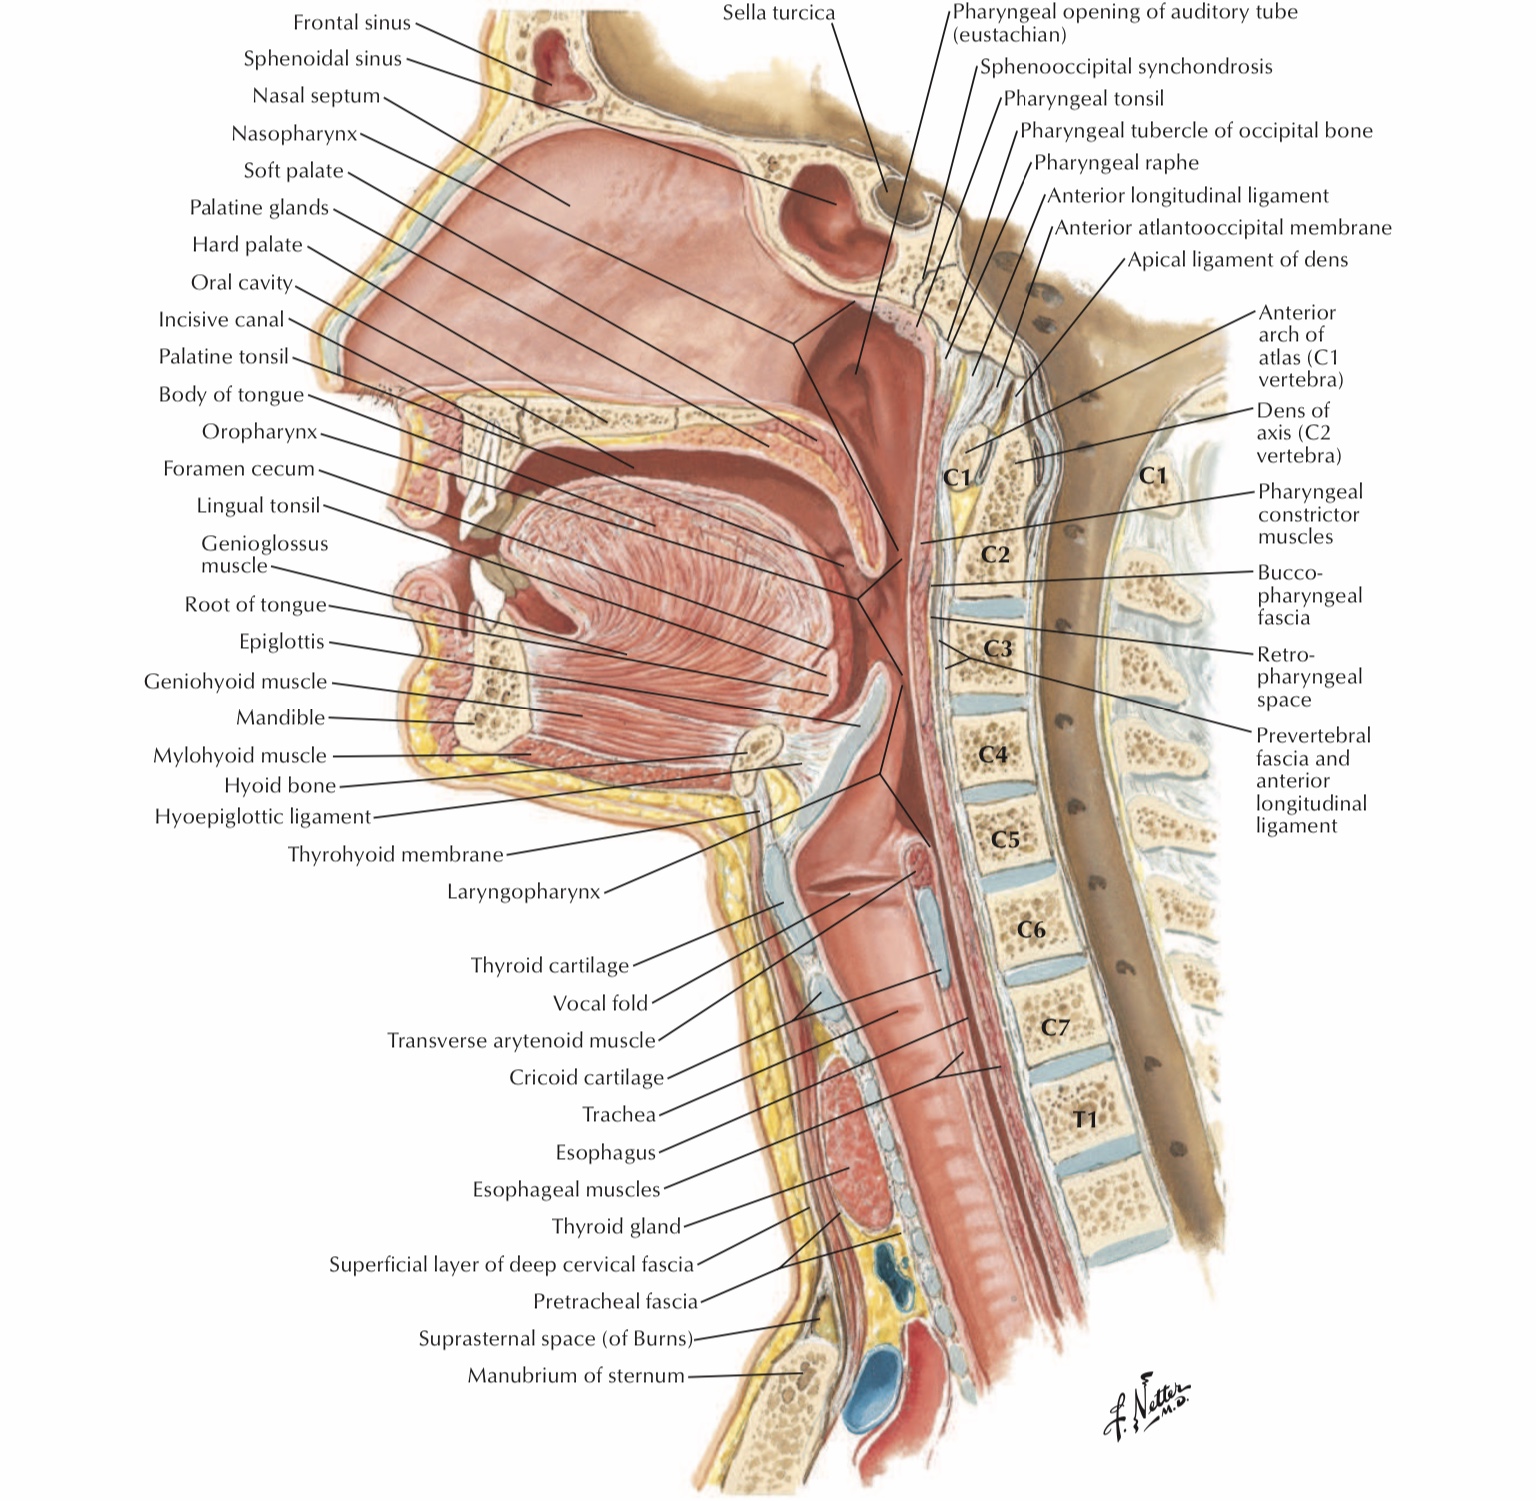 Frontal sinus
Sphenoidal sinus
Nasal septum
Nasopharynx
Soft palate
Palatine glands
Hard palate
Oral cavity
Incisive canal
Palatine tonsil
Body of tongue
Oropharynx
Foramen cecum
Lingual tonsil
Genioglossus
muscle
Root of tongue
Epiglottis
Geniohyoid muscle
Mandible
Mylohyoid muscle
Hyoid bone
Hyoepiglottic ligament
Thyrohyoid membrane
Laryngopharynx
Thyroid cartilage
Vocal fold
Transverse arytenoid muscle
Cricoid cartilage
Trachea
Esophagus
Esophageal muscles
Thyroid gland
Superficial layer of deep cervical fascia
Pretracheal fascia
Suprasternal space (of Burns)
Manubrium of sternum
Sella turcica
Pharyngeal opening of auditory tube
(eustachian)
Sphenooccipital synchondrosis
Pharyngeal tonsil
Pharyngeal tubercle of occipital bone
Pharyngeal raphe
Anterior longitudinal ligament
Anterior atlantooccipital membrane
Apical ligament of dens
Anterior
arch of
atlas (C1
vertebra)
Dens of
axis (C2
vertebra)
Pharyngeal
constrictor
muscles
Bucco-
pharyngeal
fascia
Retro-
pharyngeal
space
Prevertebral
fascia and
anterior
longitudinal
ligament
C1
C1
C2
C3
C4
C5
C6
C7
T1
F. Netter
M.D.